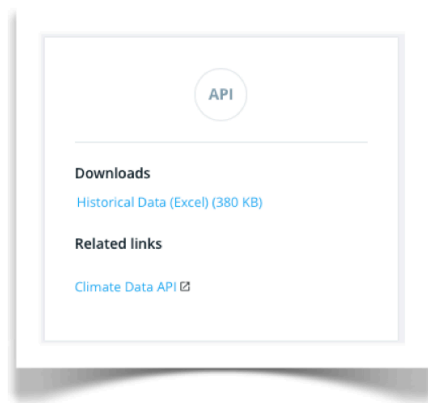 API
Downloads
Historical Data (Excel) (380 KB)
Related links
Climate Data API